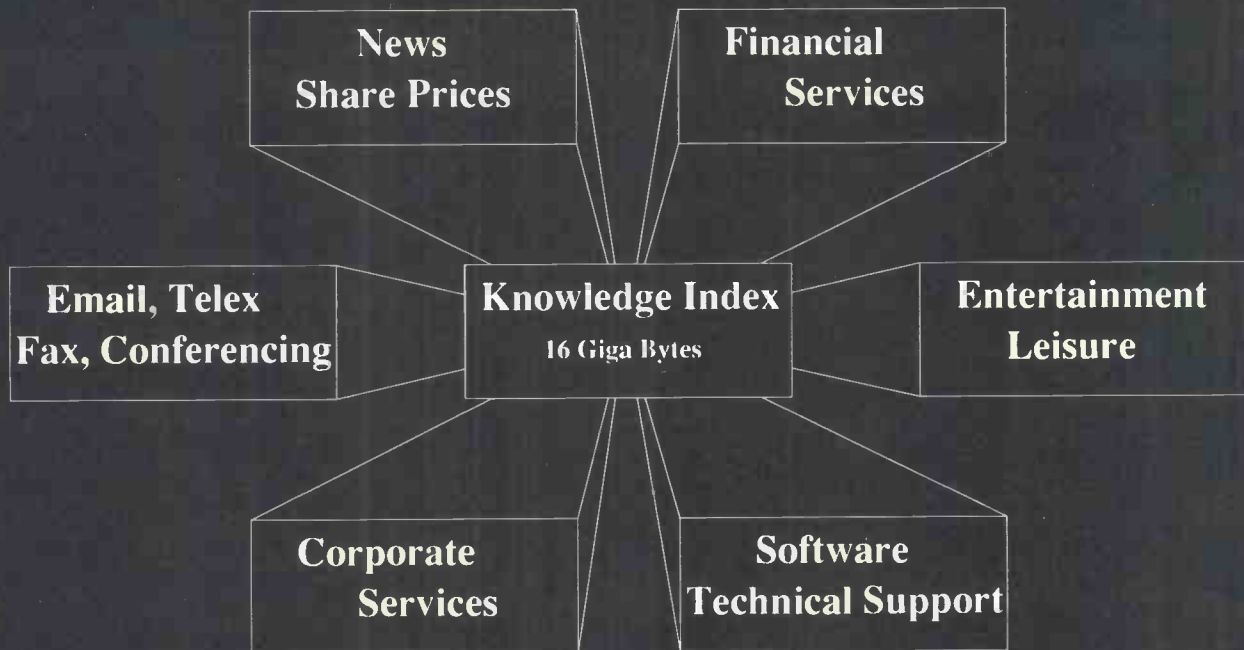 News
Share Prices
Financial
Services
Email, Telex
Fax, Conferencing
Knowledge Index
16 Giga Bytes
Entertainment
Leisure
Corporate
Services
Software
Technical Support